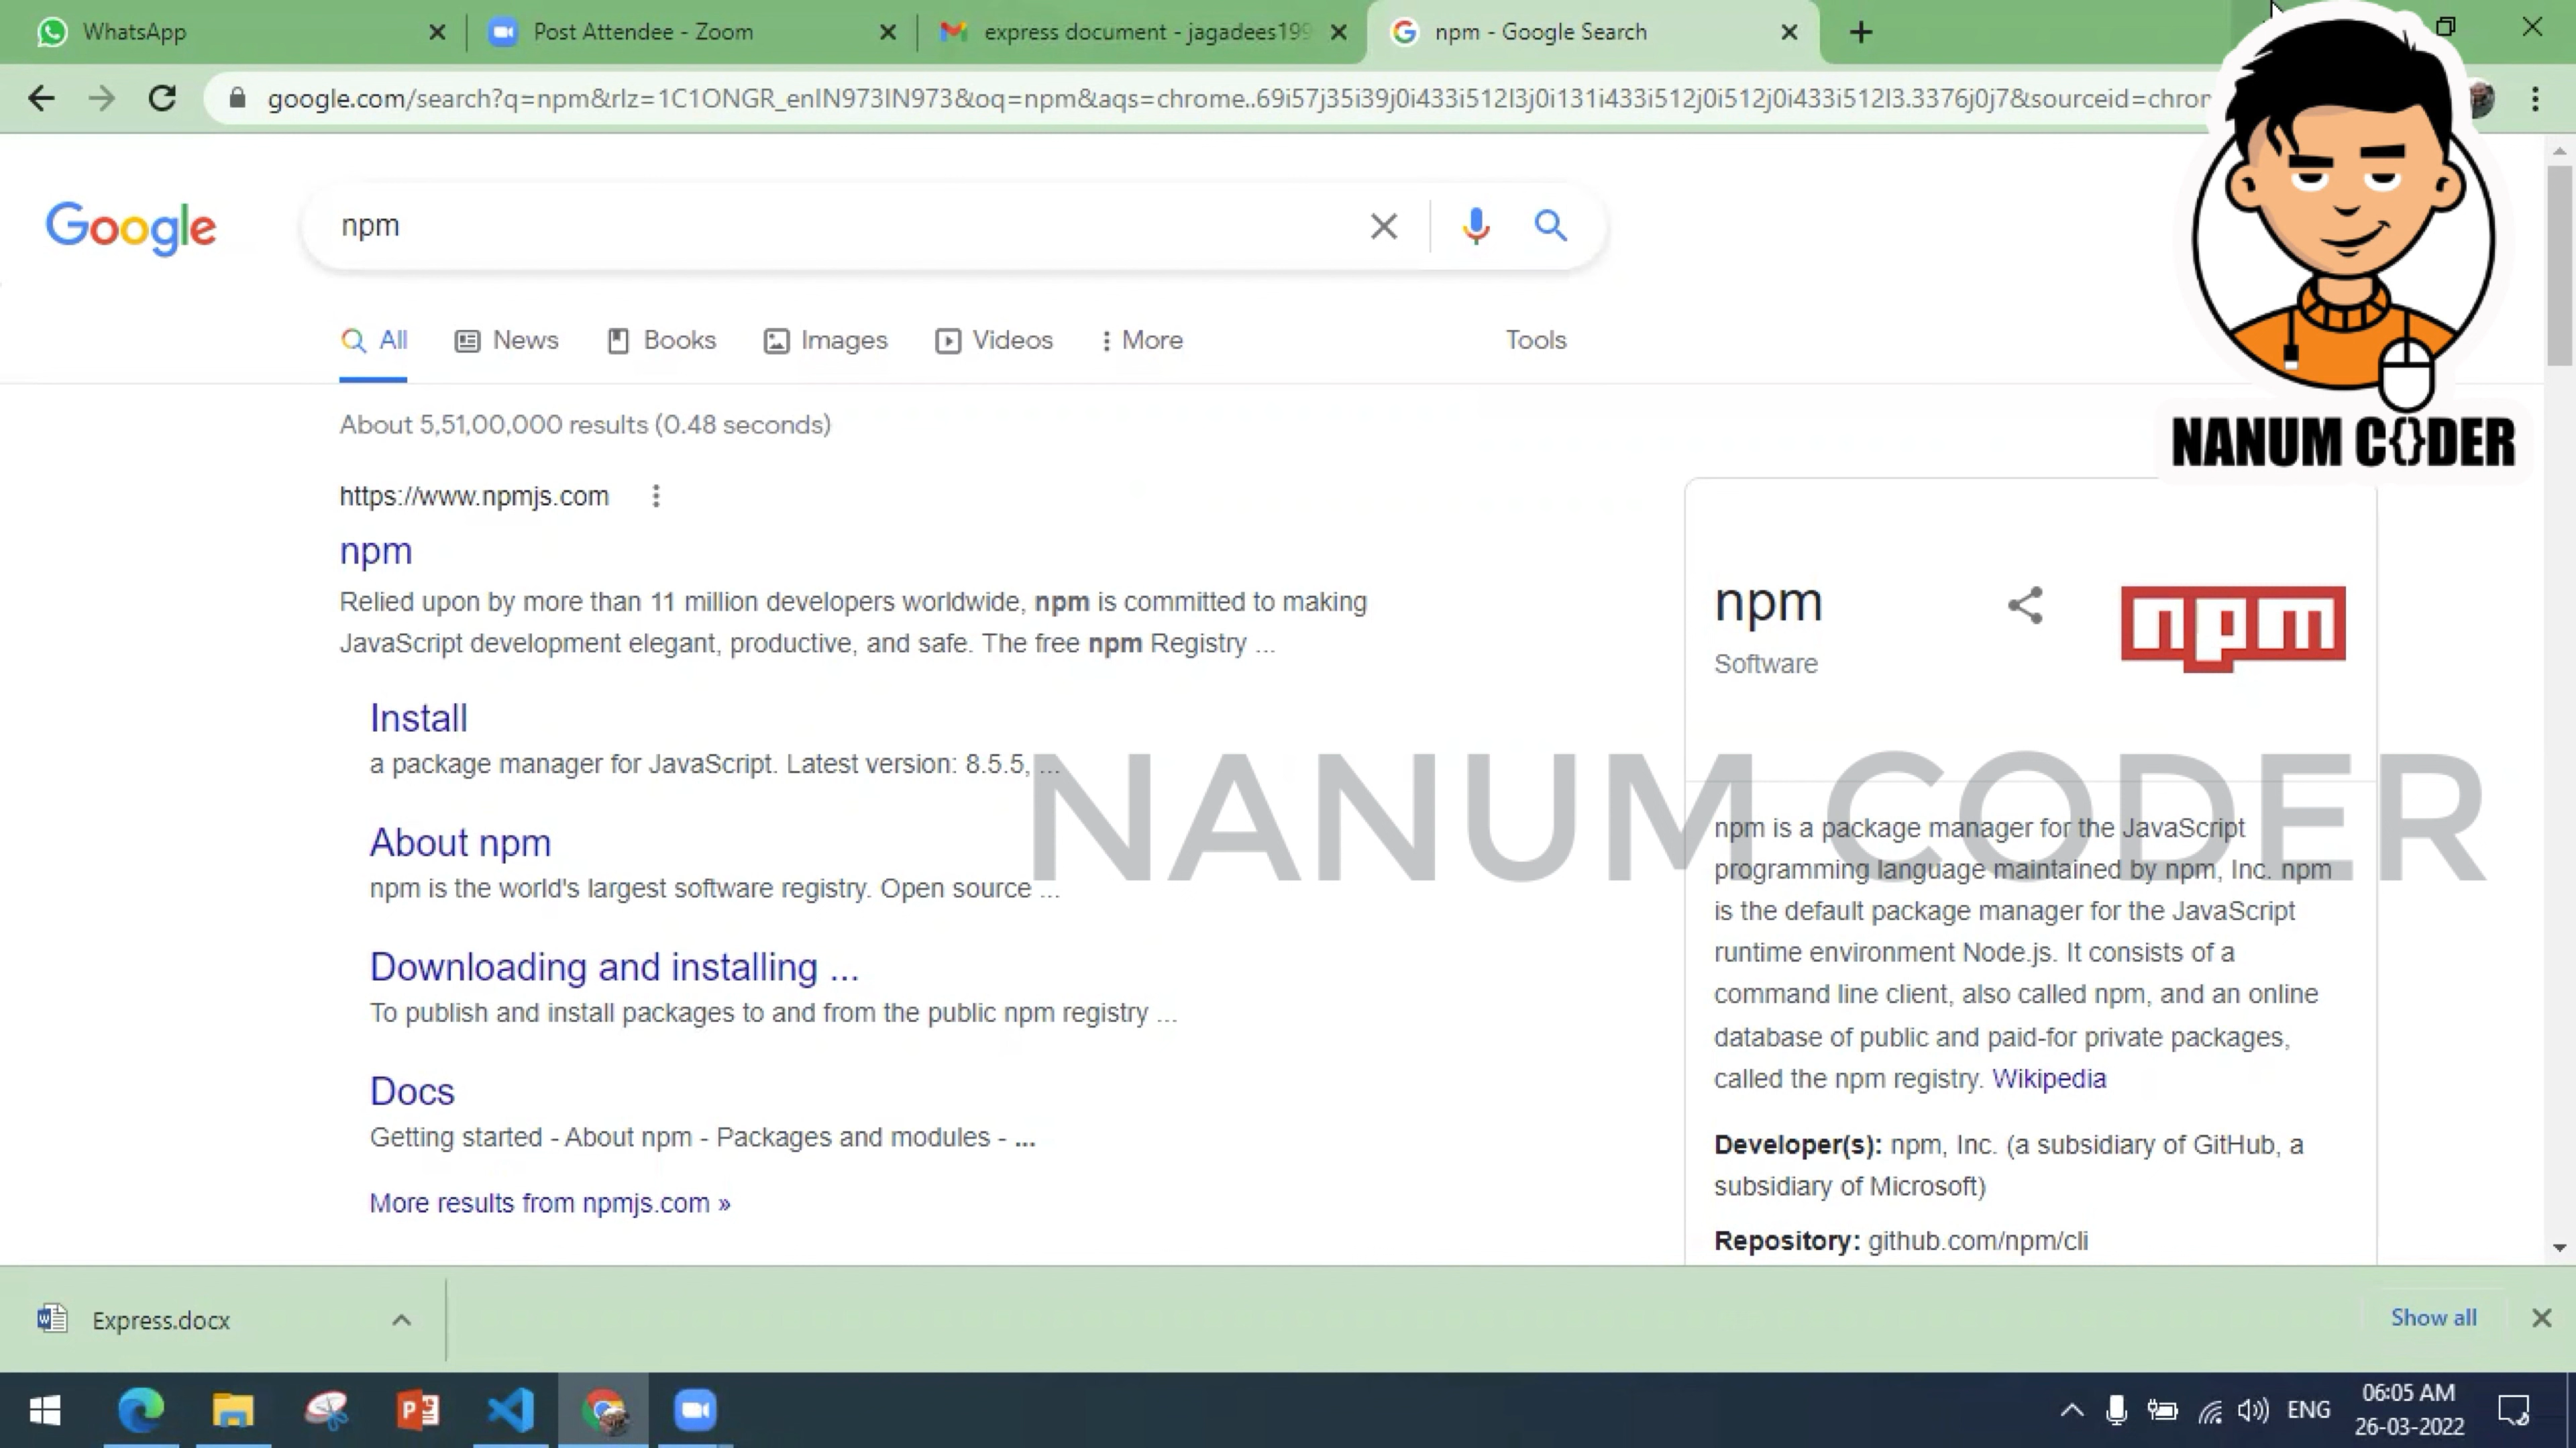 WhatsApp
Post Attendee - Zoom
express document - jagadees199
npm - Google Search
google.com/search?q=npm&rlz=1C1ONGR_enIN973IN973&oq=npm&aqs=chrome..69i57j35i39j0i433i512l3j0i131i433i512j0i512j0i433i512l3.3376j0j7&sourceid=chror
Google
npm
All
News
Books
Images
Videos
More
Tools
About 5,51,00,000 results (0.48 seconds)
NANUM C{}DER
https://www.npmjs.com
npm
Relied upon by more than 11 million developers worldwide, npm is committed to making
JavaScript development elegant, productive, and safe. The free npm Registry ...
Install
a package manager for JavaScript. Latest version: 8.5.5, ...
About npm
npm is the world's largest software registry. Open source ...
Downloading and installing ...
To publish and install packages to and from the public npm registry ...
Docs
Getting started - About npm - Packages and modules - ...
More results from npmjs.com »
npm
Software
npm
NANUM CODER
npm is a package manager for the JavaScript
programming language maintained by npm, Inc. npm
is the default package manager for the JavaScript
runtime environment Node.js. It consists of a
command line client, also called npm, and an online
database of public and paid-for private packages,
called the npm registry. Wikipedia
Developer(s): npm, Inc. (a subsidiary of GitHub, a
subsidiary of Microsoft)
Repository: github.com/npm/cli
Express.docx
Show all
ENG
06:05 AM
26-03-2022